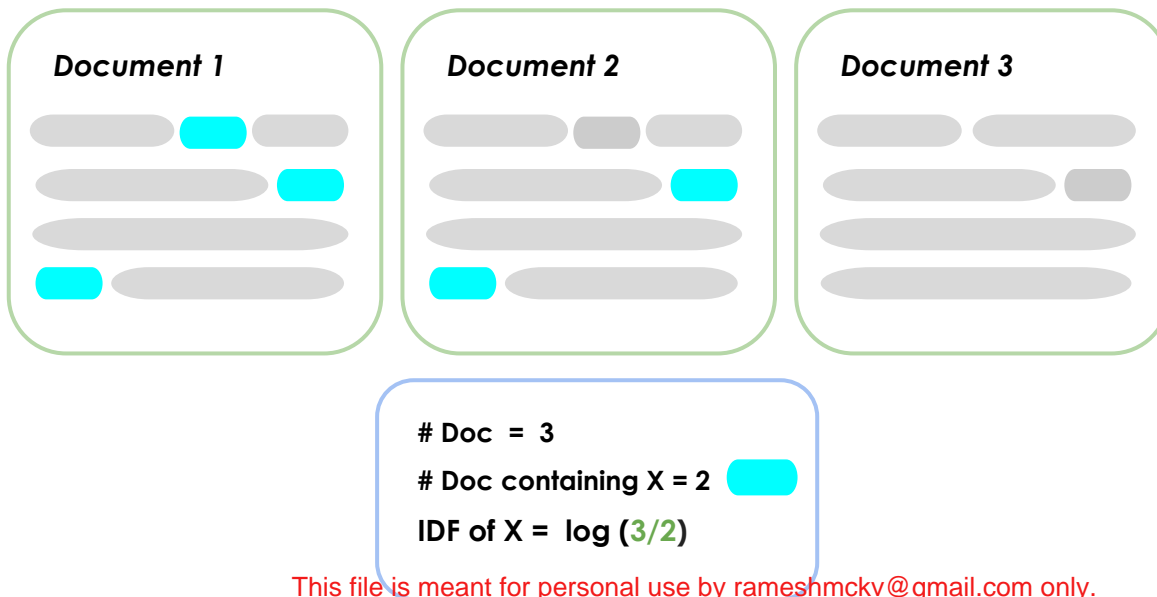 Document 1
Document 2
Document 3
# Doc = 3
# Doc containing X = 2
IDF of X = log (3/2)
This file is meant for personal use by rameshmckv@gmail.com only.